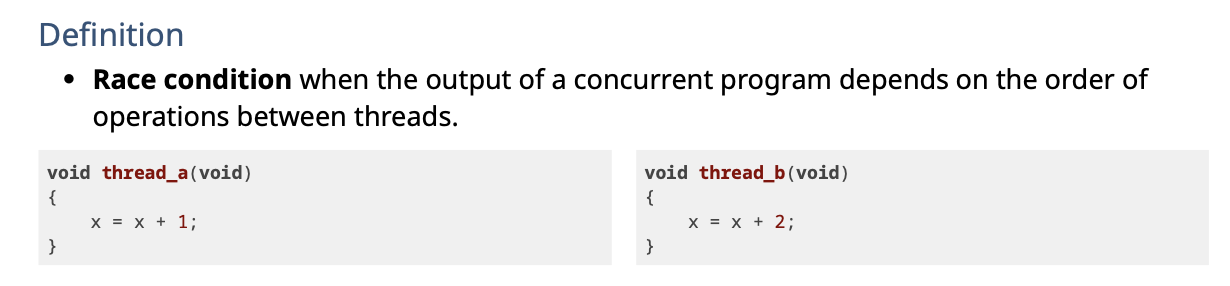 Definition
• Race condition when the output of a concurrent program depends on the order of
operations between threads.
void thread_a(void)
{
    x = x + 1;
}
void thread_b(void)
{
    x = x + 2;
}